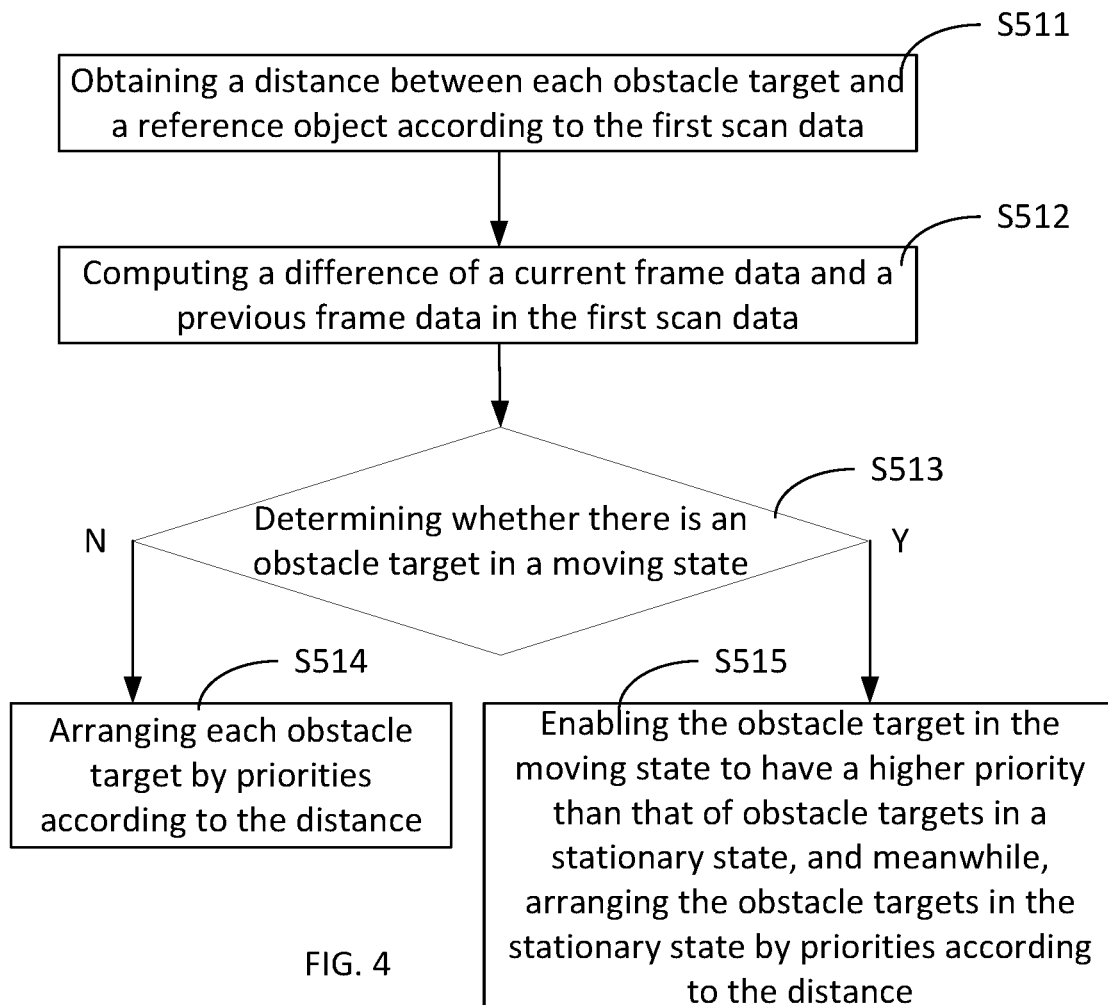 S511
Obtaining a distance between each obstacle target and
a reference object according to the first scan data
S512
Computing a difference of a current frame data and a
previous frame data in the first scan data
S513
Determining whether there is an
obstacle target in a moving state
N
Y
S514
Arranging each obstacle
target by priorities
according to the distance
S515
Enabling the obstacle target in the
moving state to have a higher priority
than that of obstacle targets in a
stationary state, and meanwhile,
arranging the obstacle targets in the
stationary state by priorities according
to the distance
FIG. 4